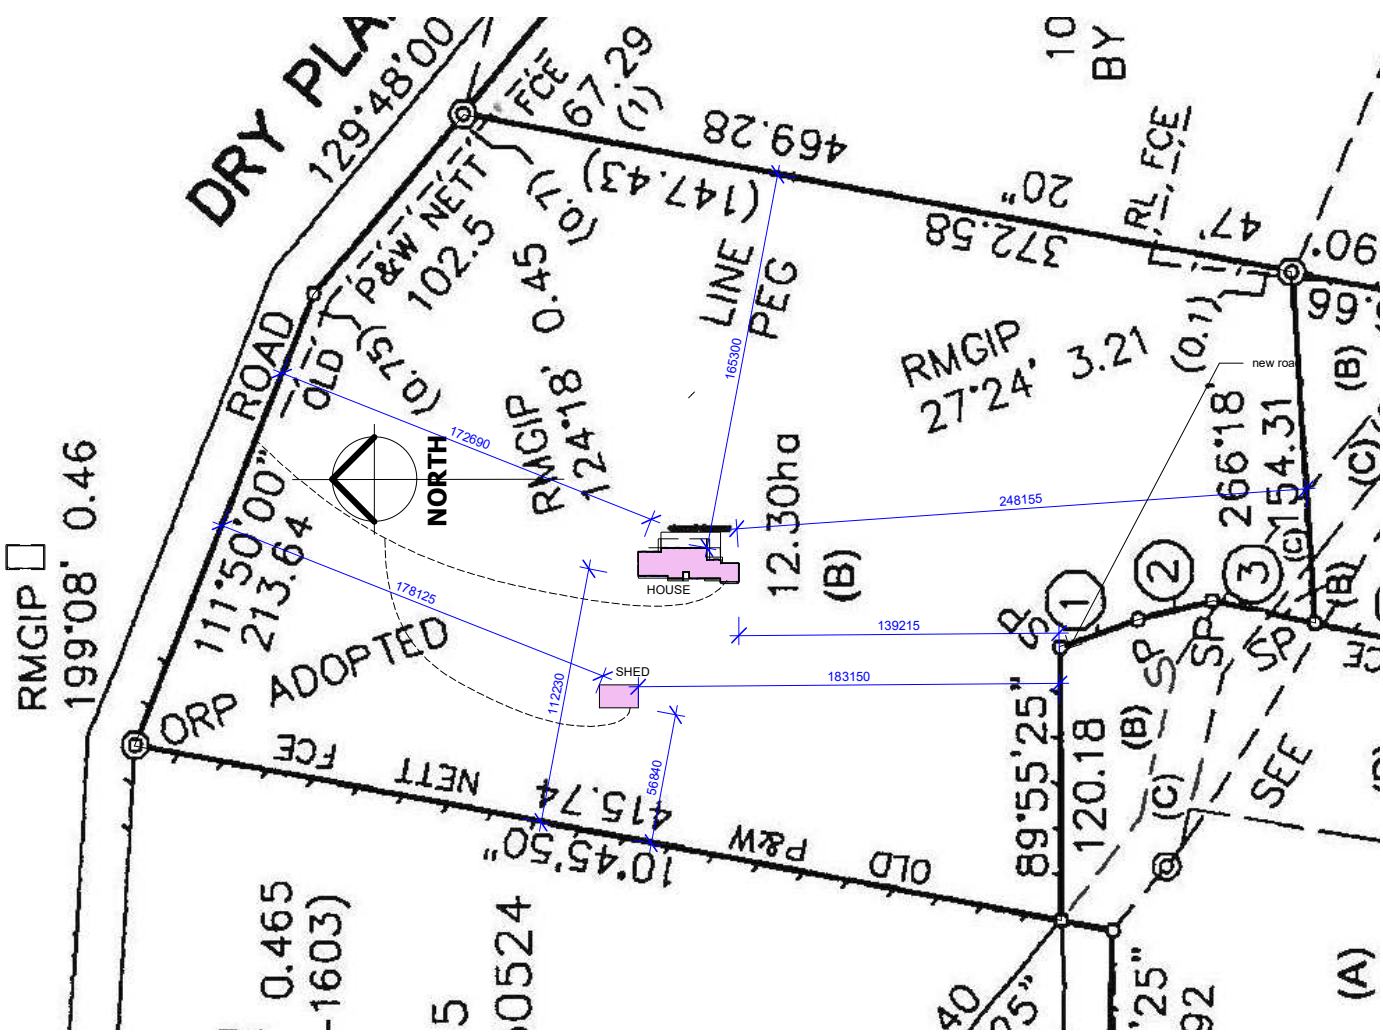 DRY PLA
129°48'00
FCE
67.29
(1)
469.28
(147.43)
10
BY
RL FCE
20"
372.58
47'
90°
P&W NETT
102.5
(0.7)
0.45
LINE
PEG
ROAD
OLD
(0.75)
165300
RMGIP
27°24' 3.21
(0.1)
new road
(B)
RMGIP
124°18'
172690
NORTH
12.30ha
(B)
248155
266°18'
154.31
(C)
(C)
(B)
RMGIP
199°08' 0.46
111°50'00"
213.64
178125
ORP ADOPTED
HOUSE
SHED
139215
183150
112230
56840
1
2
3
SP
SP
SP
SP
SP
FCE
NETT
415.74
10°45'50"
P&W
OLD
89°55'25"
120.18
(B)
(C)
SEE
0.465
-1603)
50524
5
40
25"
'25"
92
(A)